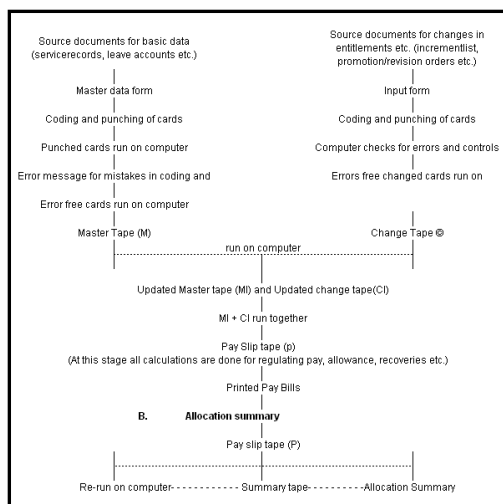 Source documents for basic data
(servicerecords, leave accounts etc.)
Master data form
Coding and punching of cards
Punched cards run on computer
Error message for mistakes in coding and
Error free cards run on computer
Master Tape (M)
Source documents for changes in
entitlements etc. (incrementlist,
promotion/revision orders etc.)
Input form
Coding and punching of cards
Computer checks for errors and controls
Errors free changed cards run on
Change Tape ©
run on computer
Updated Master tape (MI) and Updated change tape(CI)
MI + CI run together
Pay Slip tape (p)
(At this stage all calculations are done for regulating pay, allowance, recoveries etc.)
Printed Pay Bills
B. Allocation summary
Pay slip tape (P)
Re-run on computer Summary tape Allocation Summary